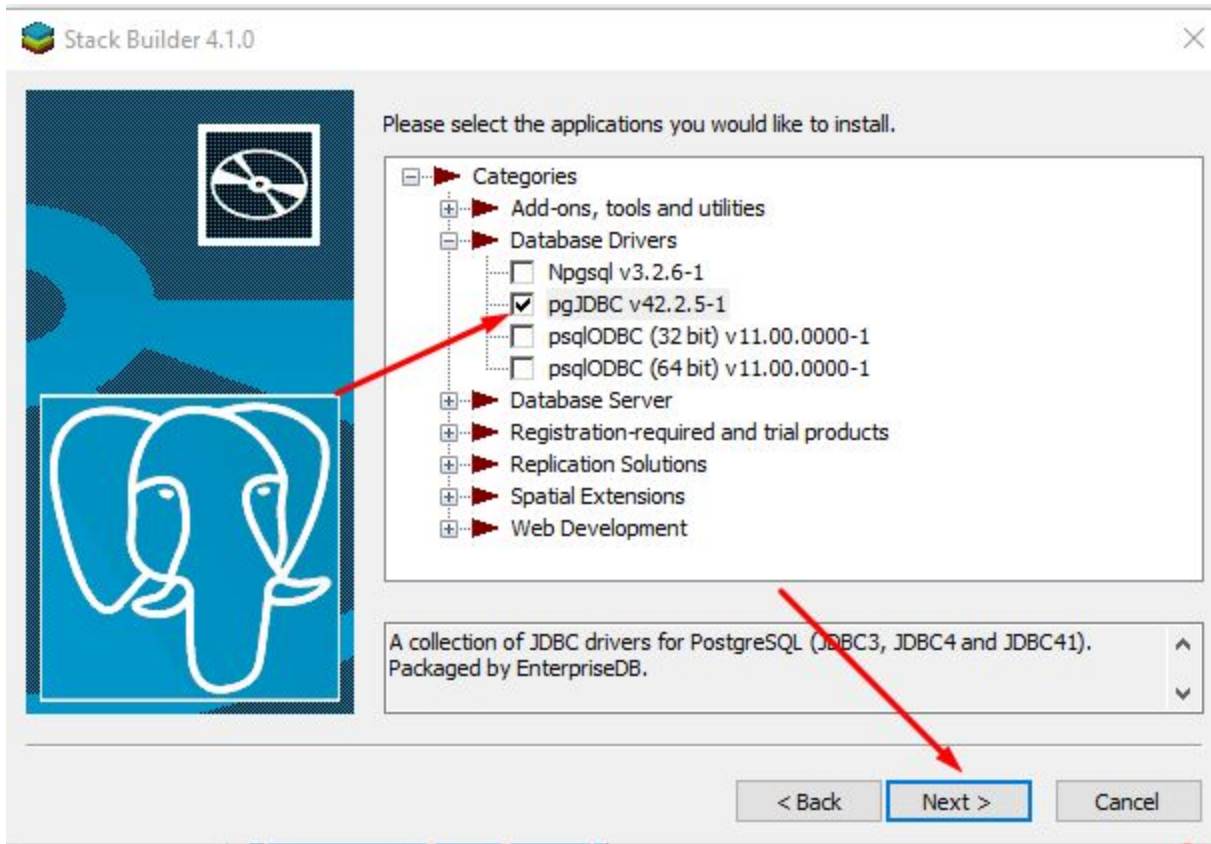 Stack Builder 4.1.0
Please select the applications you would like to install.
Categories
Add-ons, tools and utilities
Database Drivers
Npgsql v3.2.6-1
pgJDBC v42.2.5-1
psqlODBC (32 bit) v11.00.0000-1
psqlODBC (64 bit) v11.00.0000-1
Database Server
Registration-required and trial products
Replication Solutions
Spatial Extensions
Web Development
A collection of JDBC drivers for PostgreSQL (JDBC3, JDBC4 and JDBC41).
Packaged by EnterpriseDB.
< Back Next > Cancel